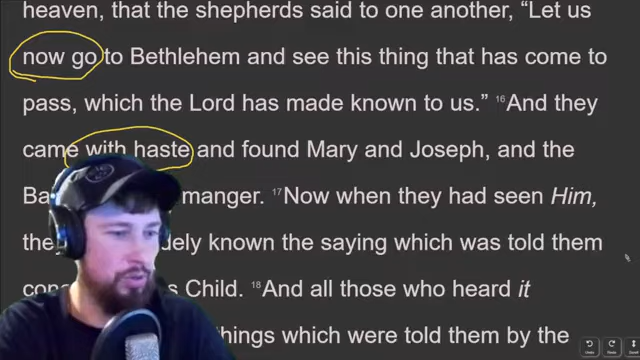 heaven, that the shepherds said to one another, “Let us
now go to Bethlehem and see this thing that has come to
pass, which the Lord has made known to us.” 16And they
came with haste and found Mary and Joseph, and the
manger. 17Now when they had seen Him,
known the saying which was told them
Child. 18And all those who heard it
things which were told them by the
Undo Redo